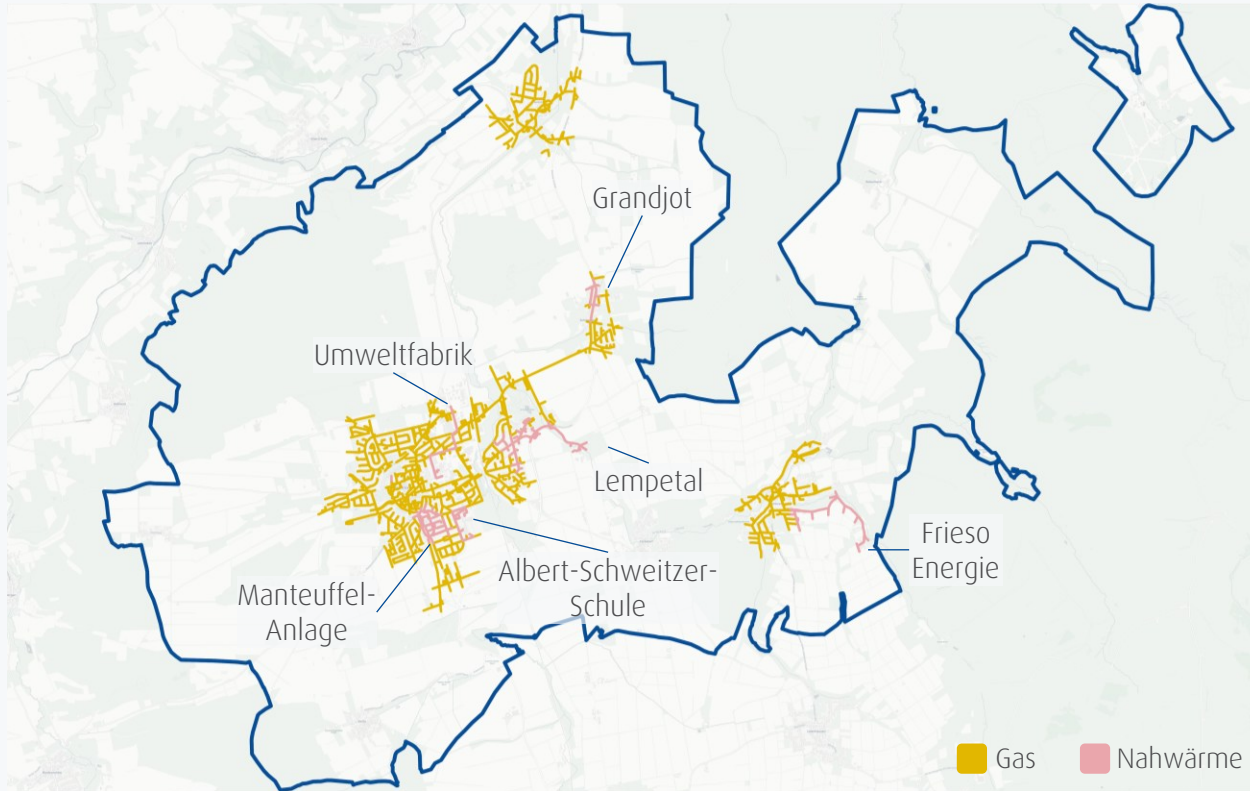 Grandjot
Umweltfabrik
Lempetal
Frieso
Energie
Albert-Schweitzer-
Schule
Manteuffel-
Anlage
Gas
Nahwärme